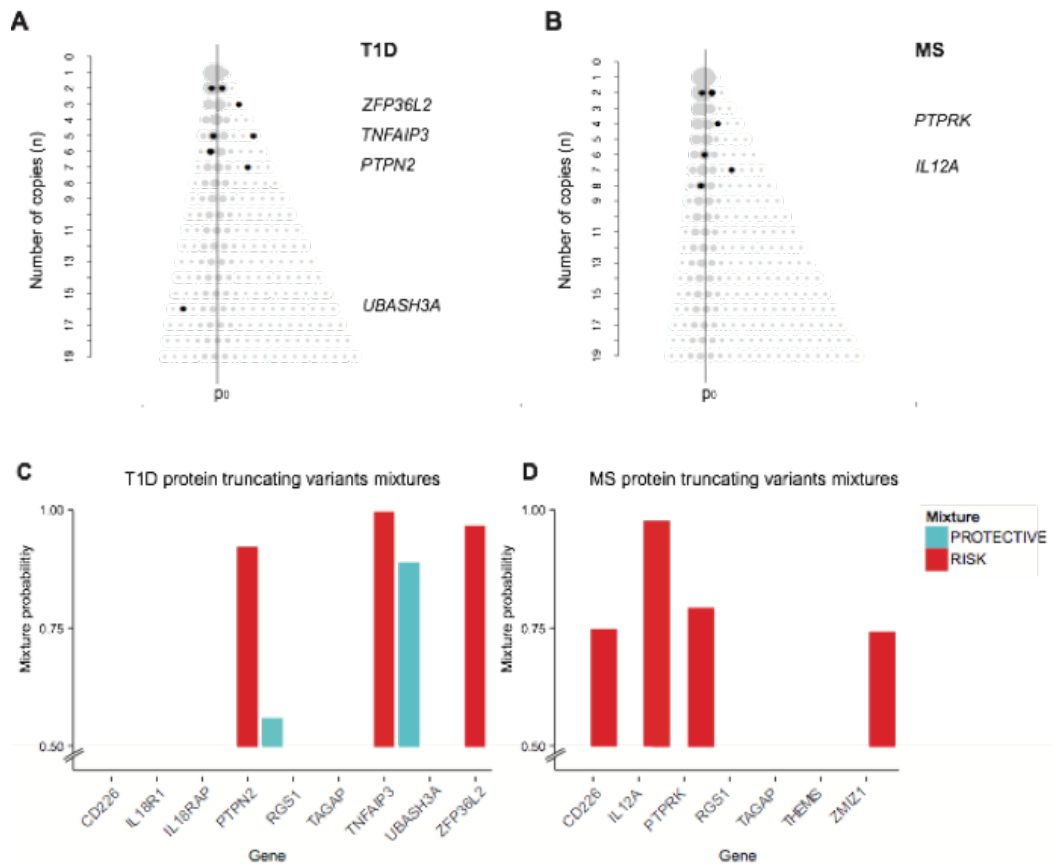 A
T1D
Number of copies (n)
0
1
2
3
4
5
6
7
8
9
11
13
15
17
19
ZFP36L2
TNFAIP3
PTPN2
UBASH3A
p0
B
MS
Number of copies (n)
0
1
2
3
4
5
6
7
8
9
11
13
15
17
19
PTPRK
IL12A
p0
C
T1D protein truncating variants mixtures
Mixture probabilitiy
1.00
0.75
0.50
CD226
IL18R1
IL18RAP
PTPN2
RGS1
TAGAP
TNFAIP3
UBASH3A
ZFP36L2
Gene
D
MS protein truncating variants mixtures
Mixture probability
1.00
0.75
0.50
CD226
IL12A
PTPRK
RGS1
TAGAP
THEMS
ZMIZ1
Gene
Mixture
PROTECTIVE
RISK